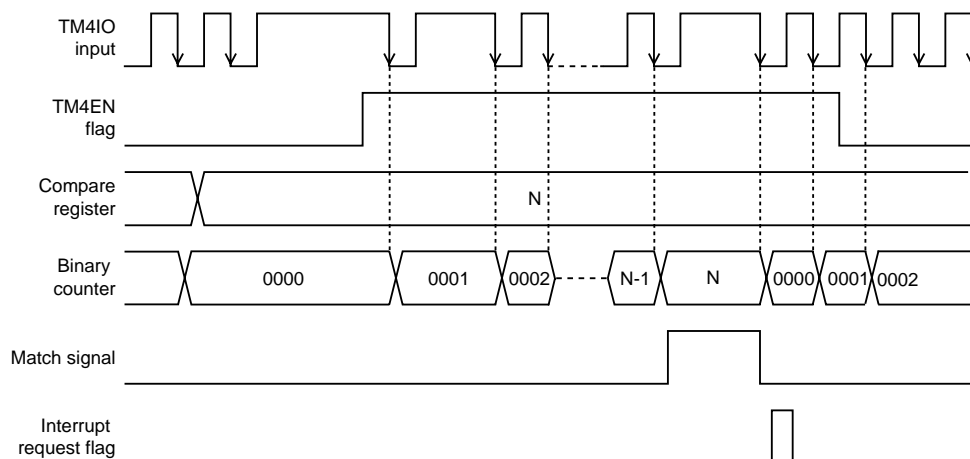 TM4IO
input
TM4EN
flag
Compare
register
N
Binary
counter
0000
0001
0002
N-1
N
0000
0001
0002
Match signal
Interrupt
request flag